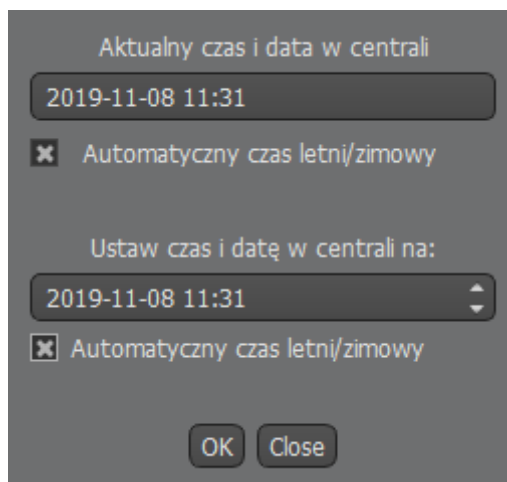 Aktualny czas i data w centrali
2019-11-08 11:31
Automatyczny czas letni/zimowy
Ustaw czas i datę w centrali na:
2019-11-08 11:31
Automatyczny czas letni/zimowy
OK Close